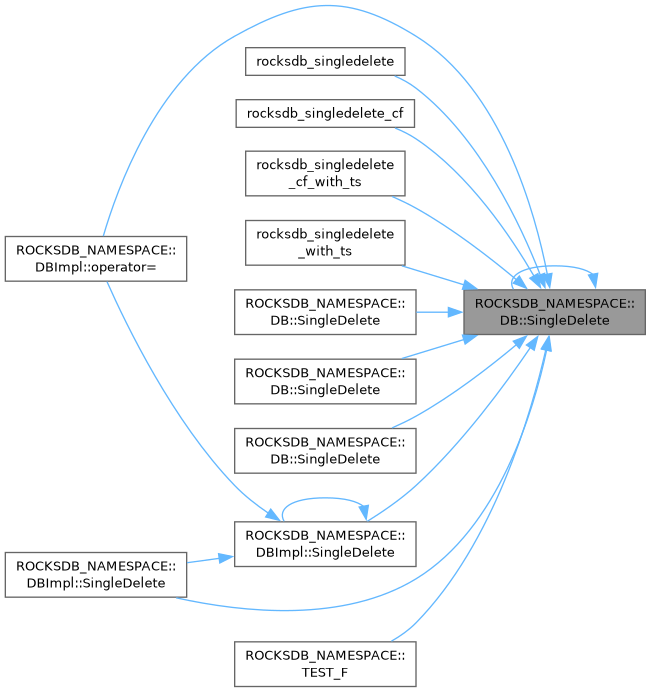 rocksdb_singledelete
rocksdb_singledelete_cf
rocksdb_singledelete
_cf_with_ts
rocksdb_singledelete
_with_ts
ROCKSDB_NAMESPACE::
DBImpl::operator=
ROCKSDB_NAMESPACE::
DB::SingleDelete
ROCKSDB_NAMESPACE::
DB::SingleDelete
ROCKSDB_NAMESPACE::
DB::SingleDelete
ROCKSDB_NAMESPACE::
DB::SingleDelete
ROCKSDB_NAMESPACE::
DBImpl::SingleDelete
ROCKSDB_NAMESPACE::
DBImpl::SingleDelete
ROCKSDB_NAMESPACE::
TEST_F